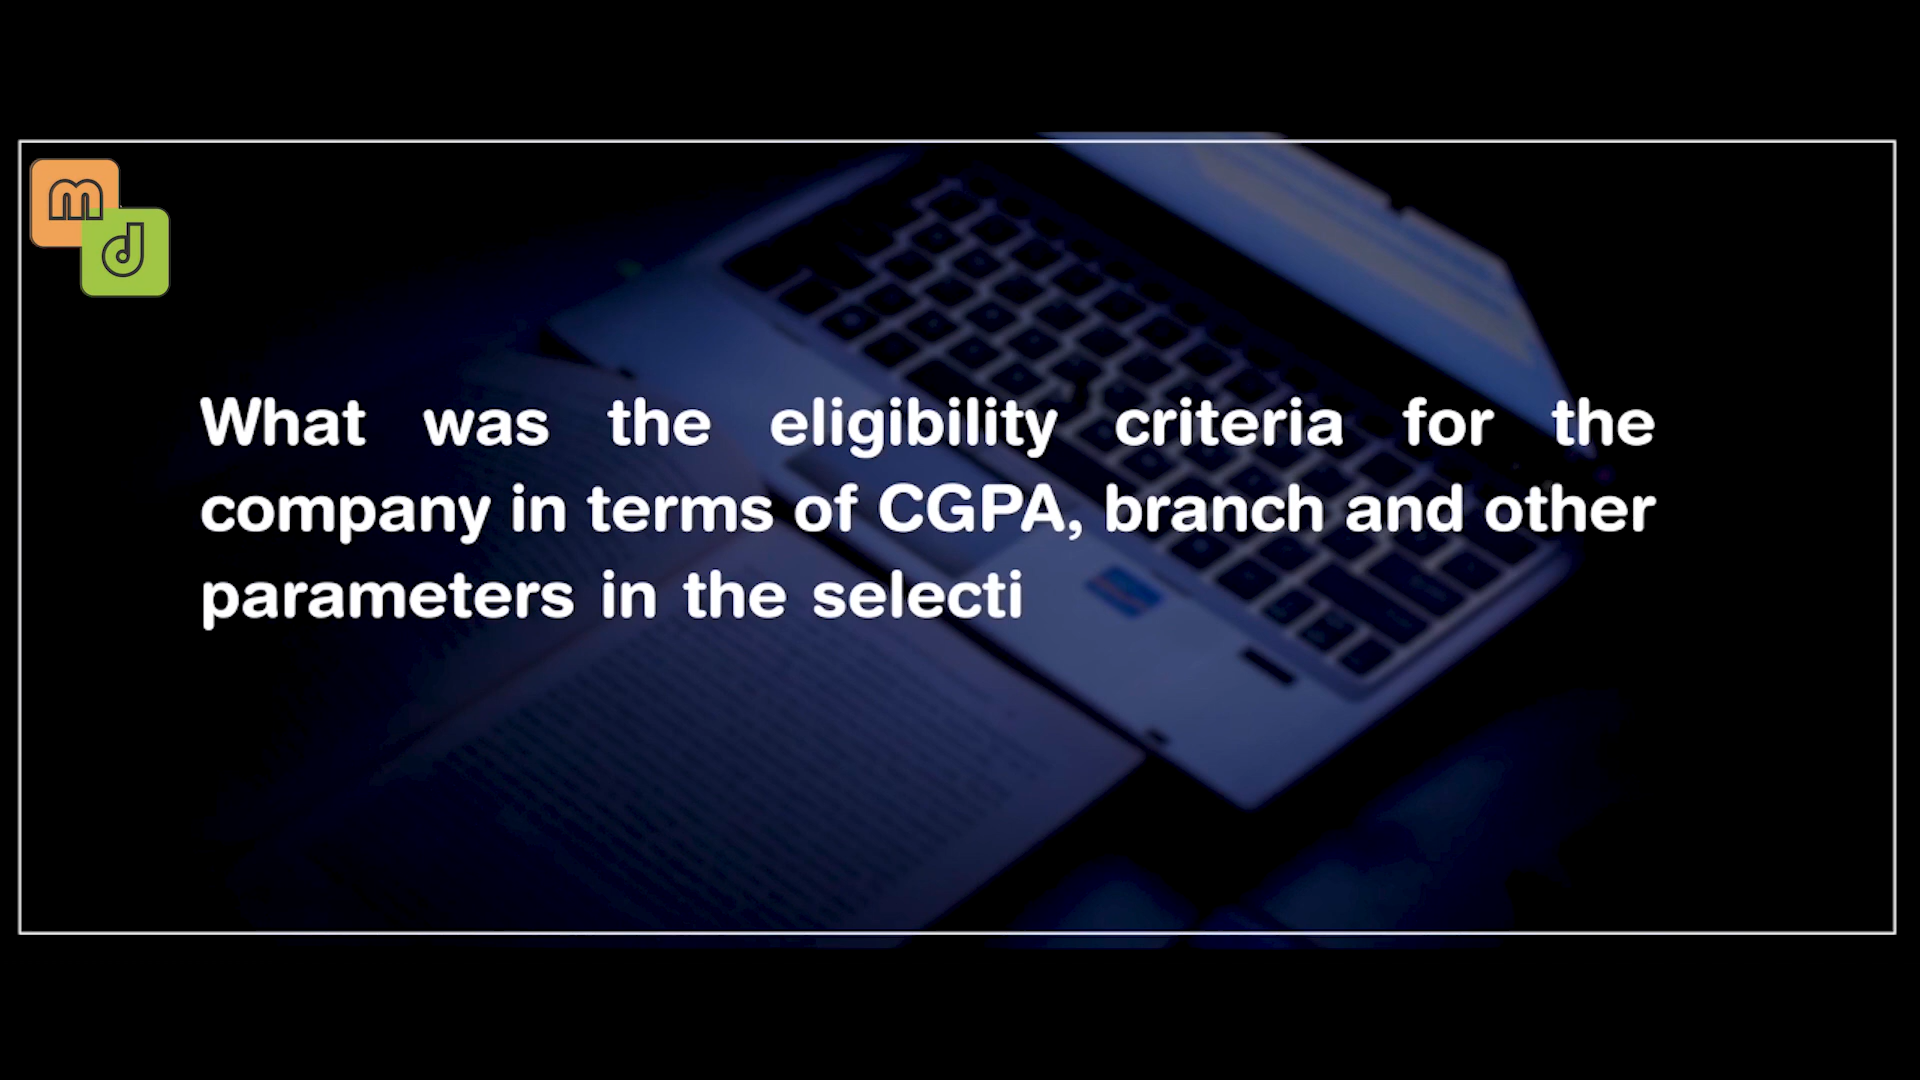 m
d
What was the eligibility criteria for the
company in terms of CGPA, branch and other
parameters in the selecti